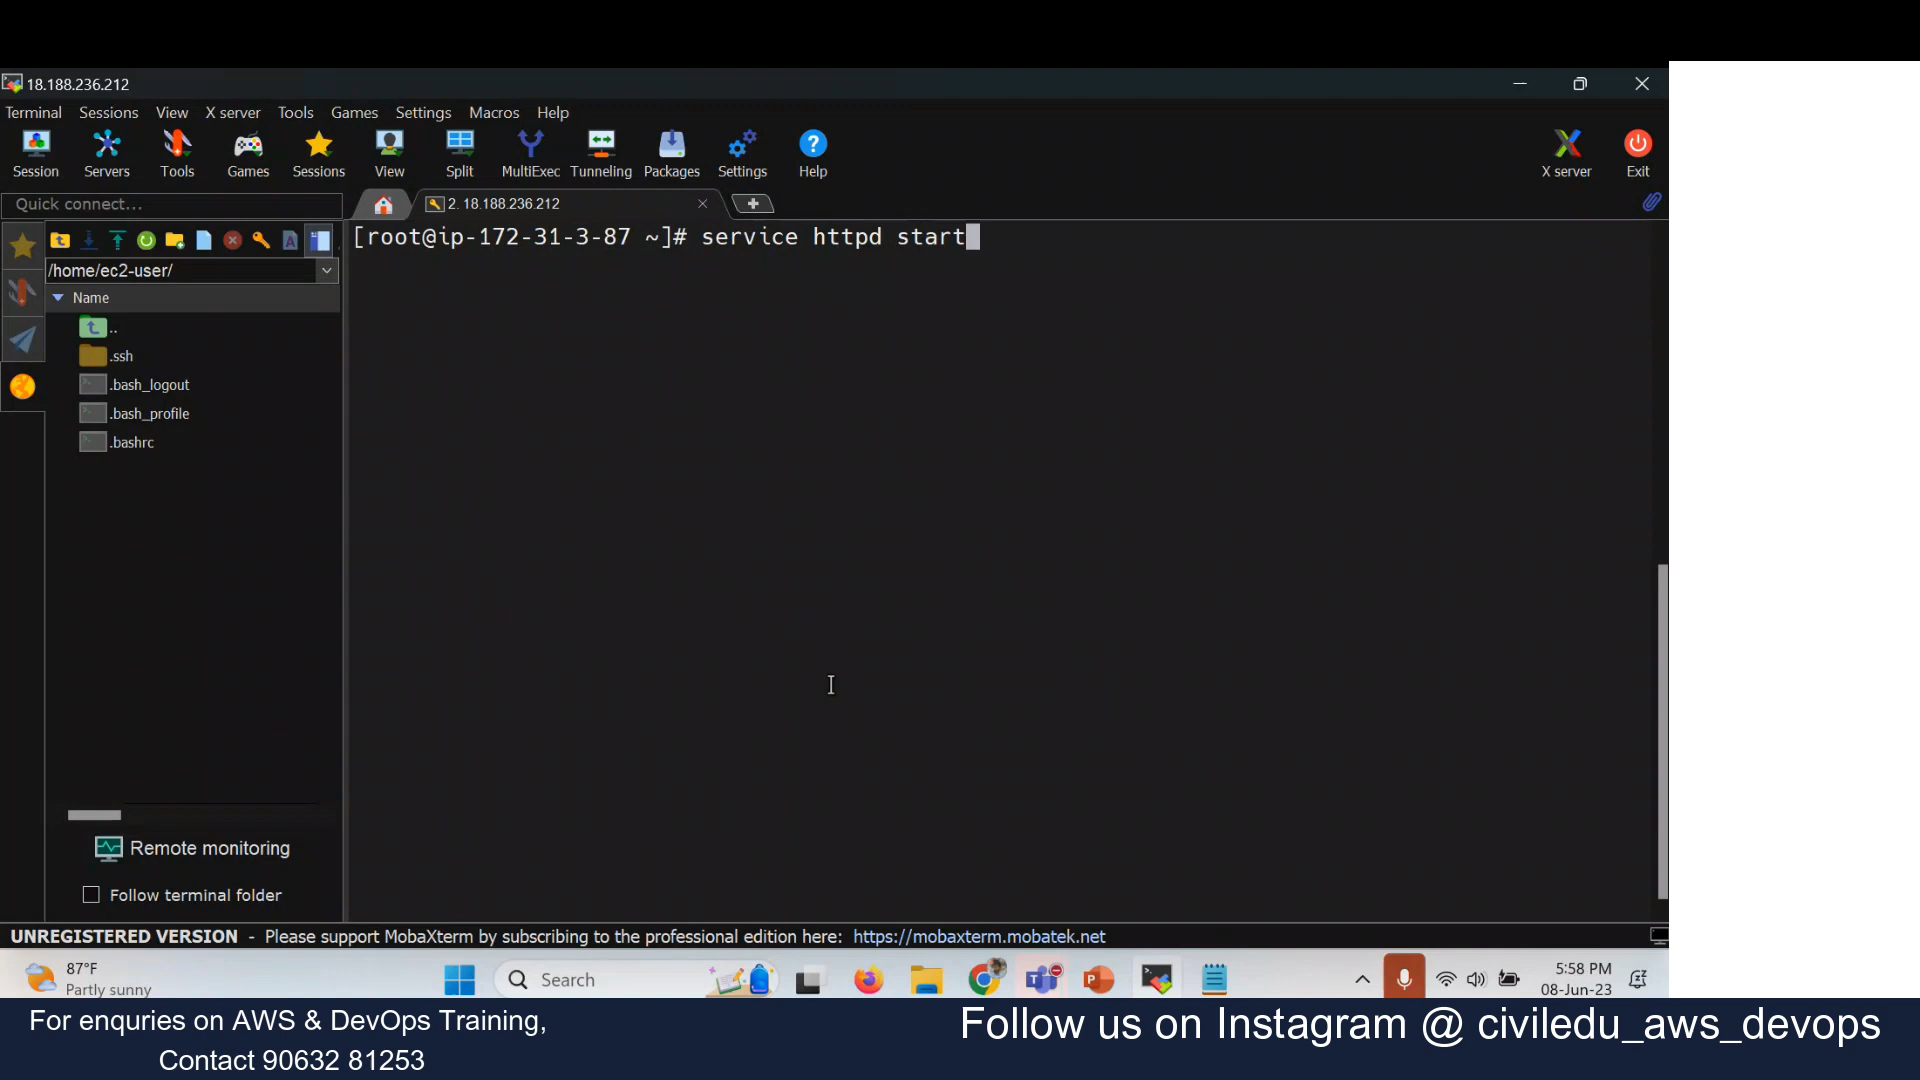 18.188.236.212
Terminal Sessions View X server Tools Games Settings Macros Help
Session Servers Tools Games Sessions View Split MultiExec Tunneling Packages Settings Help X server Exit
Quick connect...
2. 18.188.236.212
[root@ip-172-31-3-87 ~]# service httpd start
/home/ec2-user/
Name
..
.ssh
.bash_logout
.bash_profile
.bashrc
Remote monitoring
Follow terminal folder
UNREGISTERED VERSION - Please support MobaXterm by subscribing to the professional edition here: https://mobaxterm.mobatek.net
87°F
Partly sunny
Search
5:58 PM
08-Jun-23
For enquries on AWS & DevOps Training,
Contact 90632 81253
Follow us on Instagram @ civiledu_aws_devops